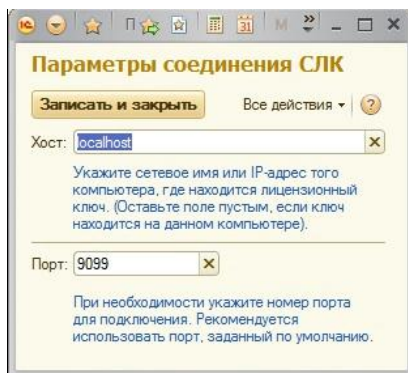 П 31 М
Параметры соединения СЛК
Записать и закрыть Все действия ?
Хост: localhost
Укажите сетевое имя или IP-адрес того
компьютера, где находится лицензионный
ключ. (Оставьте поле пустым, если ключ
находится на данном компьютере).
Порт: 9099
При необходимости укажите номер порта
для подключения. Рекомендуется
использовать порт, заданный по умолчанию.